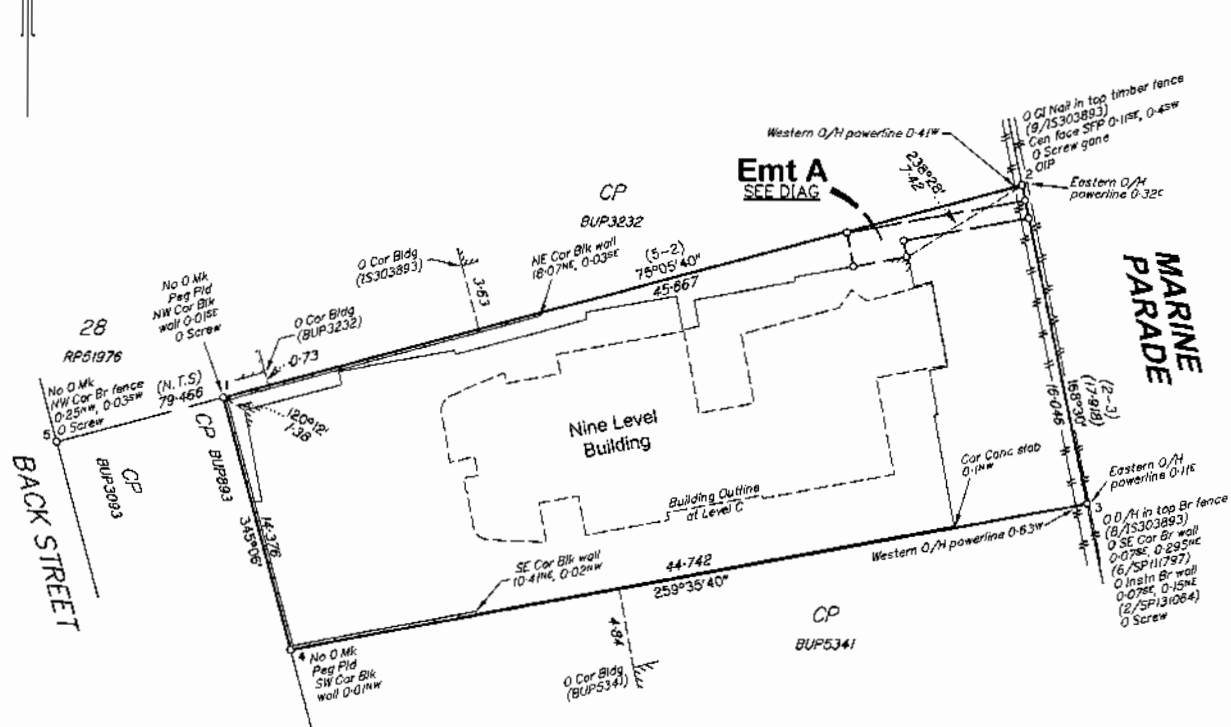 O GI Nail in top timber fence
(9/IS303893)
Cen face SFP 0·11SE, 0·4SW
O Screw gone
OIP
Western O/H powerline 0·41W
2
Eastern O/H
powerline 0·32E
238°28'
7·42
Emt A
SEE DIAG
CP
BUP3232
NE Cor Blk wall
(8·07NE, 0·03SE
(5-2)
75°05'40"
45·667
O Cor Bldg
(IS303893)
3·63
No O Mk
Peg Pld
NW Cor Blk
wall 0·01SE
O Screw
O Cor Bldg
(BUP3232)
0·73
MARINE
PARADE
28
RP51976
No O Mk
NW Cor Br fence
0·25NW, 0·03SW
O Screw
(N.T.S)
79·466
1
5
120°12'
1·38
CP BUP893
CP
BUP3093
BACK STREET
345°06'
14·376
Nine Level
Building
Building Outline
at Level C
Cor Conc slab
0·1NW
16·046
168°30'
(17·918)
(2-3)
Eastern O/H
powerline 0·11E
3
Western O/H powerline 0·63W
O D/H in top Br fence
(8/IS303893)
O SE Cor Br wall
0·07SE, 0·295NE
(6/SP111797)
O Instn Br wall
0·07SE, 0·15NE
(2/SP131084)
O Screw
SE Cor Blk wall
(0·41NE, 0·02NW
44·742
259°35'40"
4
No O Mk
Peg Pld
SW Cor Blk
wall 0·01NW
4·84
O Cor Bldg
(BUP5341)
CP
BUP5341